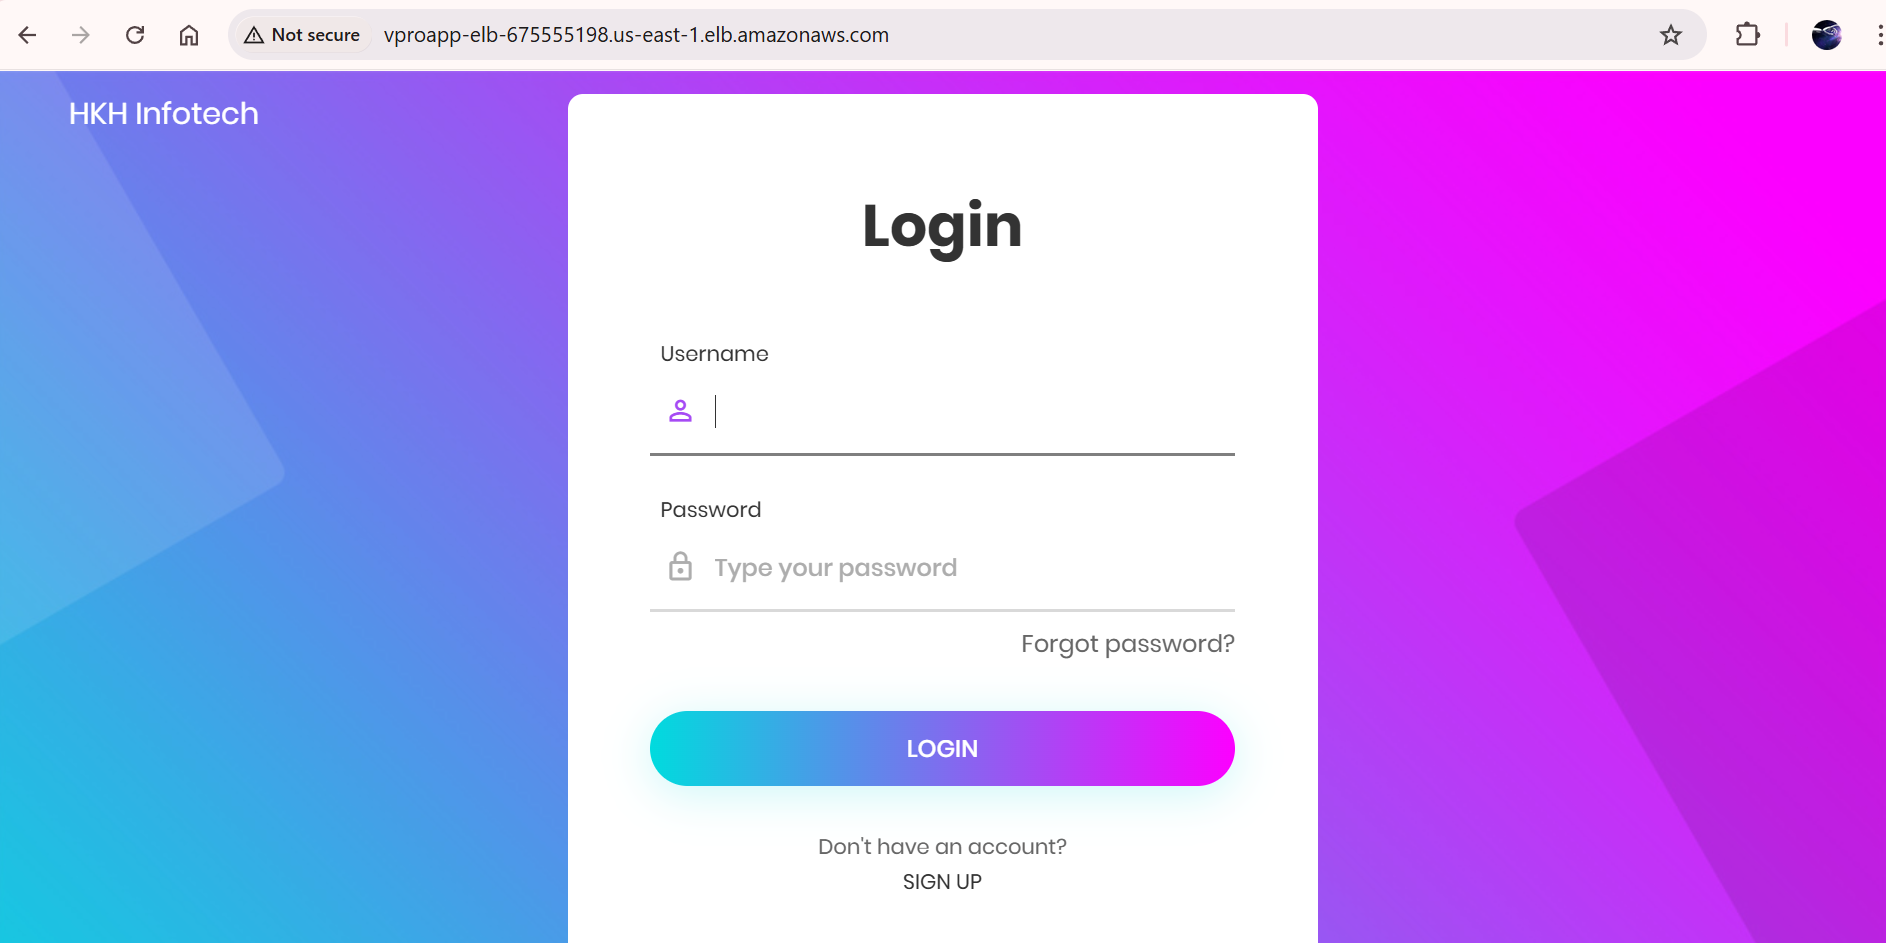 Not secure
vproapp-elb-675555198.us-east-1.elb.amazonaws.com
HKH Infotech
Login
Username
Password
Type your password
Forgot password?
LOGIN
Don't have an account?
SIGN UP